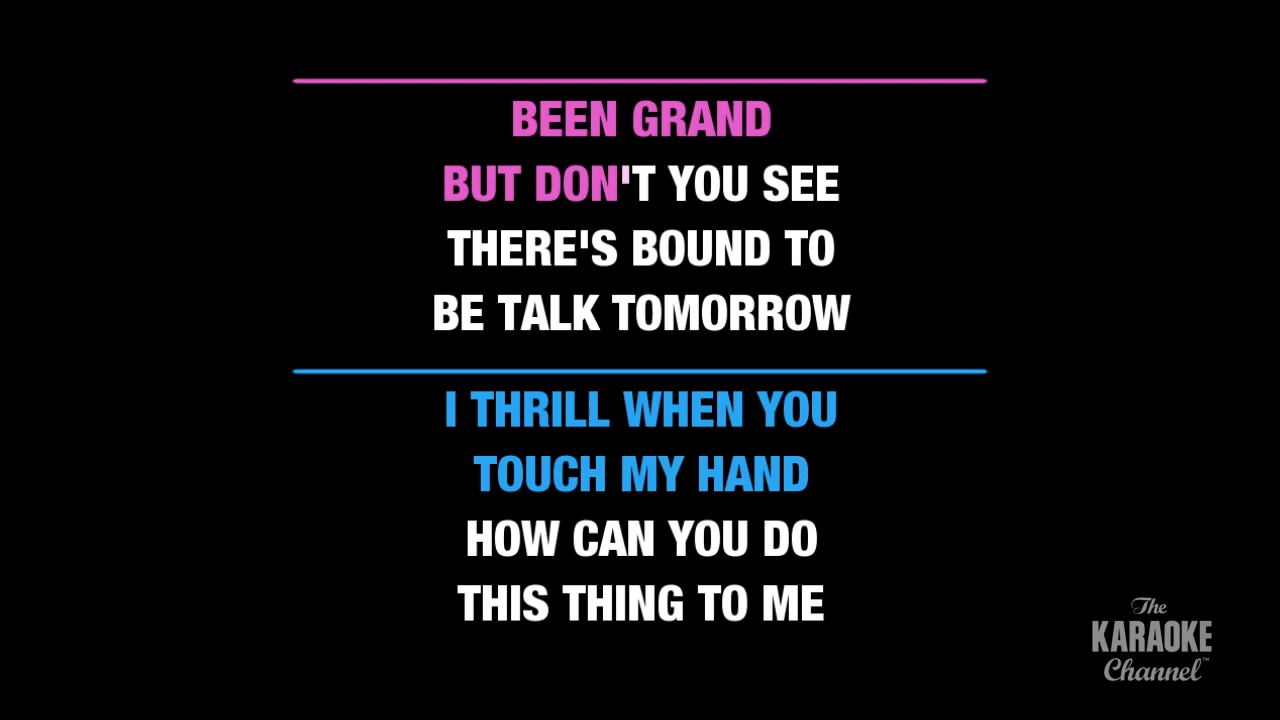 BEEN GRAND
BUT DON'T YOU SEE
THERE'S BOUND TO
BE TALK TOMORROW
I THRILL WHEN YOU
TOUCH MY HAND
HOW CAN YOU DO
THIS THING TO ME
The
KARAOKE
Channel™